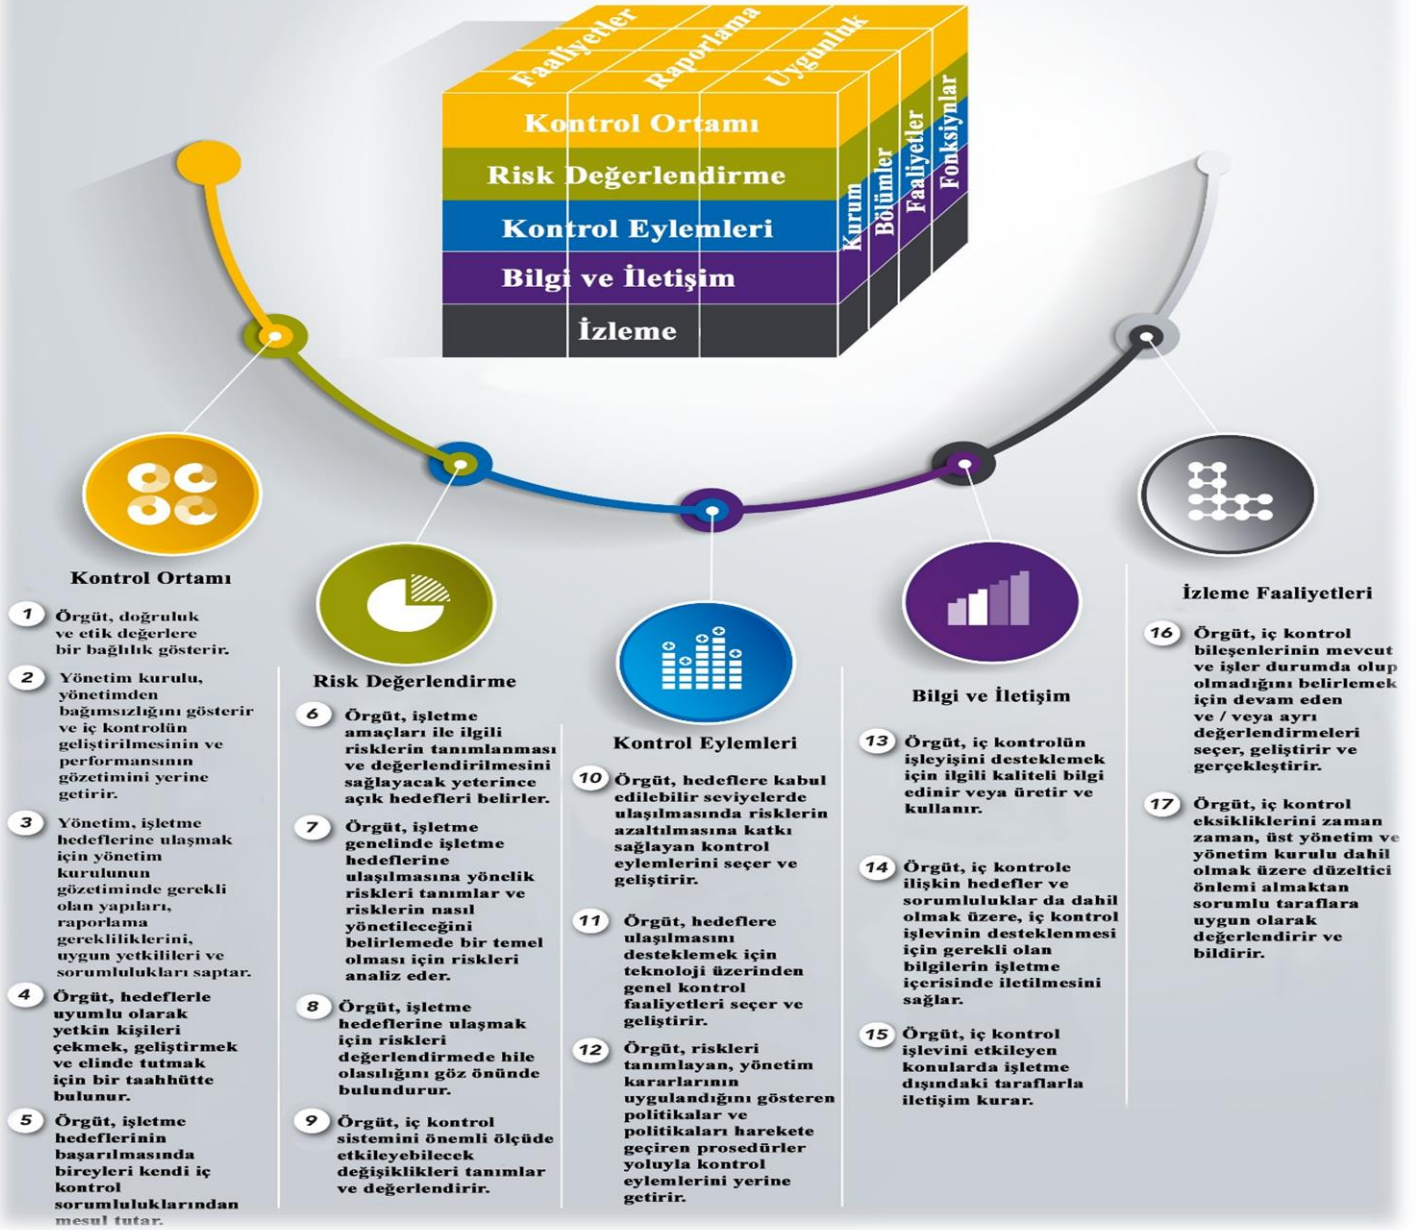 Faaliyetler
Raporlama
Uygunluk
Kontrol Ortamı
Risk Değerlendirme
Kontrol Eylemleri
Bilgi ve İletişim
İzleme
Kurum
Bölümler
Faaliyetler
Fonksiynlar
Kontrol Ortamı
1 Örgüt, doğruluk
ve etik değerlere
bir bağlılık gösterir.
2 Yönetim kurulu,
yönetimden
bağımsızlığını gösterir
ve iç kontrolün
geliştirilmesinin ve
performansının
gözetimini yerine
getirir.
3 Yönetim, işletme
hedeflerine ulaşmak
için yönetim
kurulunun
gözetiminde gerekli
olan yapıları,
raporlama
gerekliliklerini,
uygun yetkilileri ve
sorumlulukları saptar.
4 Örgüt, hedeflerle
uyumlu olarak
yetkin kişileri
çekmek, geliştirmek
ve elinde tutmak
için bir taahhütte
bulunur.
5 Örgüt, işletme
hedeflerinin
başarılmasında
bireyleri kendi iç
kontrol
sorumluluklarından
mesul tutar.
Risk Değerlendirme
6 Örgüt, işletme
amaçları ile ilgili
risklerin tanımlanması
ve değerlendirilmesini
sağlayacak yeterince
açık hedefleri belirler.
7 Örgüt, işletme
genelinde işletme
hedeflerine
ulaşılmasına yönelik
riskleri tanımlar ve
risklerin nasıl
yönetileceğini
belirlemede bir temel
olması için riskleri
analiz eder.
8 Örgüt, işletme
hedeflerine ulaşmak
için riskleri
değerlendirmede hile
olasılığını göz önünde
bulundurur.
9 Örgüt, iç kontrol
sistemini önemli ölçüde
etkileyebilecek
değişiklikleri tanımlar
ve değerlendirir.
Kontrol Eylemleri
10 Örgüt, hedeflere kabul
edilebilir seviyelerde
ulaşılmasında risklerin
azaltılmasına katkı
sağlayan kontrol
eylemlerini seçer ve
geliştirir.
11 Örgüt, hedeflere
ulaşılmasını
desteklemek için
teknoloji üzerinden
genel kontrol
faaliyetleri seçer ve
geliştirir.
12 Örgüt, riskleri
tanımlayan, yönetim
kararlarının
uygulandığını gösteren
politikalar ve
politikaları harekete
geçiren prosedürler
yoluyla kontrol
eylemlerini yerine
getirir.
Bilgi ve İletişim
13 Örgüt, iç kontrolün
işleyişini desteklemek
için ilgili kaliteli bilgi
edinir veya üretir ve
kullanır.
14 Örgüt, iç kontrole
ilişkin hedefler ve
sorumluluklar da dahil
olmak üzere, iç kontrol
işlevinin desteklenmesi
için gerekli olan
bilgilerin işletme
içerisinde iletilmesini
sağlar.
15 Örgüt, iç kontrol
işlevini etkileyen
konularda işletme
dışındaki taraflarla
iletişim kurar.
İzleme Faaliyetleri
16 Örgüt, iç kontrol
bileşenlerinin mevcut
ve işler durumda olup
olmadığını belirlemek
için devam eden
ve / veya ayrı
değerlendirmeleri
seçer, geliştirir ve
gerçekleştirir.
17 Örgüt, iç kontrol
eksikliklerini zaman
zaman, üst yönetim ve
yönetim kurulu dahil
olmak üzere düzeltici
önlemi almaktan
sorumlu taraflara
uygun olarak
değerlendirir ve
bildirir.